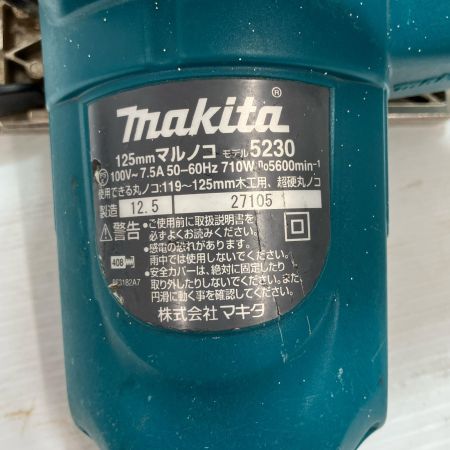 makita ®
125mmマルノコ モデル5230
100V~7.5A 50-60Hz 710W n₀5600min⁻¹
使用できる丸ノコ:119~125mm木工用、超硬丸ノコ
製造 12.5 27105
⚠警告 •ご使用前に取扱説明書を
必ずよくお読みください。
•感電の恐れがあります。
雨中では使用しないでください。
•安全カバーは、絶対に固定したり
取り外したりしないでください。また、
円滑に動く事を確認してください。
408
株式会社マキタ